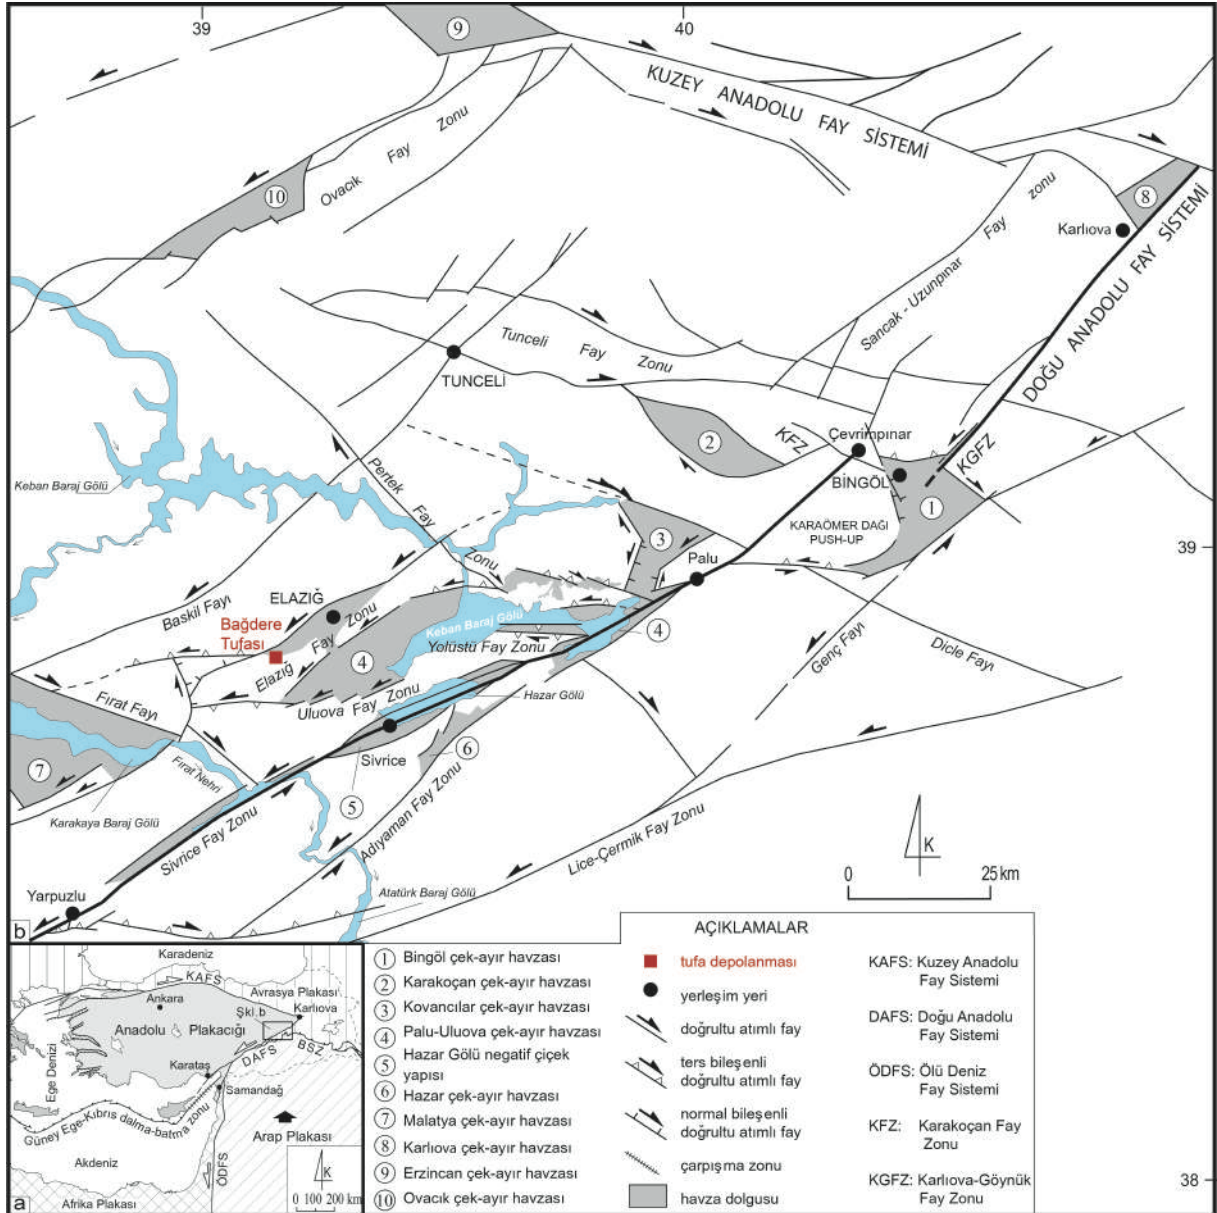 39
40
9
KUZEY ANADOLU FAY SİSTEMİ
Ovacık Fay Zonu
10
8
Karlıova
Sancak - Uzunpınar Fay zonu
DOĞU ANADOLU FAY SİSTEMİ
Tunceli Fay Zonu
TUNCELİ
2
KFZ
Çevrimpınar
KGFZ
BİNGÖL
1
Keban Baraj Gölü
Pertek Fay Zonu
KARAÖMER DAĞI
PUSH-UP
3
Palu
39
ELAZIĞ
Baskil Fayı
Bağdere
Tufası
Elazığ Fay Zonu
Keban Baraj Gölü
Yolüstü Fay Zonu
4
4
Genç Fayı
Dicle Fayı
Uluova Fay Zonu
Hazar Gölü
Fırat Fayı
Sivrice
6
7
Fırat Nehri
5
Karakaya Baraj Gölü
Sivrice Fay Zonu
Adıyaman Fay Zonu
Lice-Çermik Fay Zonu
K
0 25 km
Yarpuzlu
Atatürk Baraj Gölü
b
Karadeniz
KAFS
Avrasya Plakası
Ankara
Karlıova
Şkl.b
Anadolu Plakacığı
Ege Denizi
DAFS
BSZ
Karataş
Samandağ
Güney Ege-Kıbrıs dalma-batma zonu
Arap Plakası
Akdeniz
ÖDFS
K
0 100 200 km
a
Afrika Plakası
1 Bingöl çek-ayır havzası
2 Karakoçan çek-ayır havzası
3 Kovancılar çek-ayır havzası
4 Palu-Uluova çek-ayır havzası
5 Hazar Gölü negatif çiçek
yapısı
6 Hazar çek-ayır havzası
7 Malatya çek-ayır havzası
8 Karlıova çek-ayır havzası
9 Erzincan çek-ayır havzası
10 Ovacık çek-ayır havzası
AÇIKLAMALAR
tufa depolanması
yerleşim yeri
doğrultu atımlı fay
ters bileşenli
doğrultu atımlı fay
normal bileşenli
doğrultu atımlı fay
çarpışma zonu
havza dolgusu
KAFS: Kuzey Anadolu
Fay Sistemi
DAFS: Doğu Anadolu
Fay Sistemi
ÖDFS: Ölü Deniz
Fay Sistemi
KFZ: Karakoçan Fay
Zonu
KGFZ: Karlıova-Göynük
Fay Zonu
38